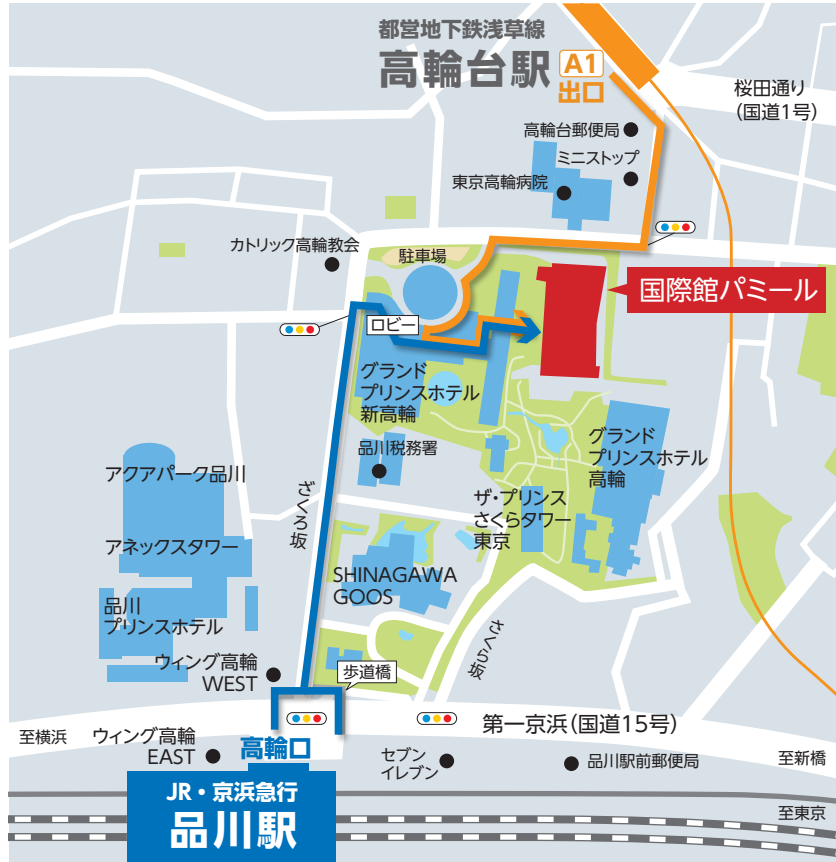 都営地下鉄浅草線
高輪台駅
A1
出口
桜田通り
(国道1号)
高輪台郵便局
ミニストップ
東京高輪病院
カトリック高輪教会
駐車場
国際館パミール
ロビー
グランド
プリンスホテル
新高輪
品川税務署
グランド
プリンスホテル
高輪
アクアパーク品川
ざくろ坂
ザ・プリンス
さくらタワー
東京
アネックスタワー
SHINAGAWA
GOOS
品川
プリンスホテル
さくら坂
ウィング高輪
WEST
歩道橋
第一京浜(国道15号)
至横浜
ウィング高輪
EAST
高輪口
セブン
イレブン
品川駅前郵便局
至新橋
JR・京浜急行
品川駅
至東京